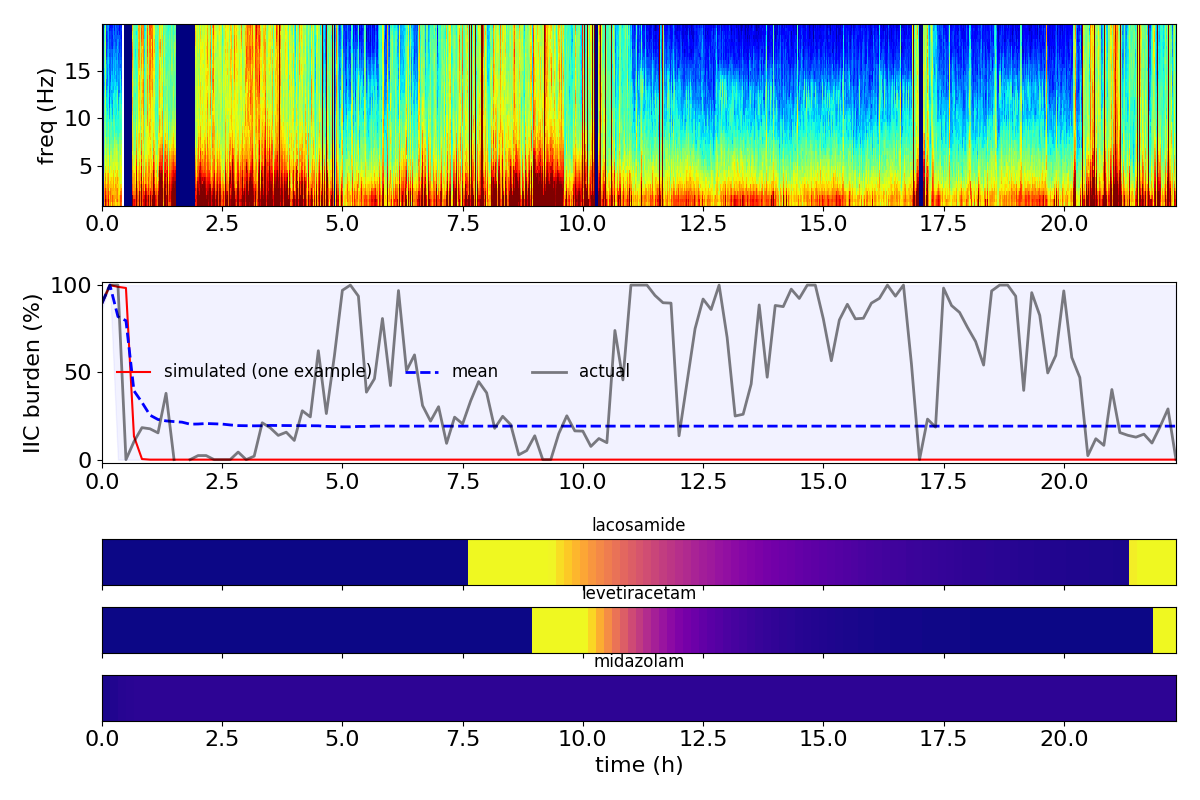 freq (Hz)
15
10
5
0.0 2.5 5.0 7.5 10.0 12.5 15.0 17.5 20.0
IIC burden (%)
100
50
0
simulated (one example) mean actual
0.0 2.5 5.0 7.5 10.0 12.5 15.0 17.5 20.0
lacosamide
levetiracetam
midazolam
0.0 2.5 5.0 7.5 10.0 12.5 15.0 17.5 20.0
time (h)